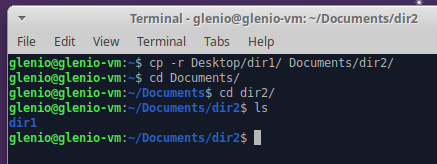 Terminal - glenio@glenio-vm: ~/Documents/dir2
File Edit View Terminal Tabs Help
glenio@glenio-vm:~$ cp -r Desktop/dir1/ Documents/dir2/
glenio@glenio-vm:~$ cd Documents/
glenio@glenio-vm:~/Documents$ cd dir2/
glenio@glenio-vm:~/Documents/dir2$ ls
dir1
glenio@glenio-vm:~/Documents/dir2$